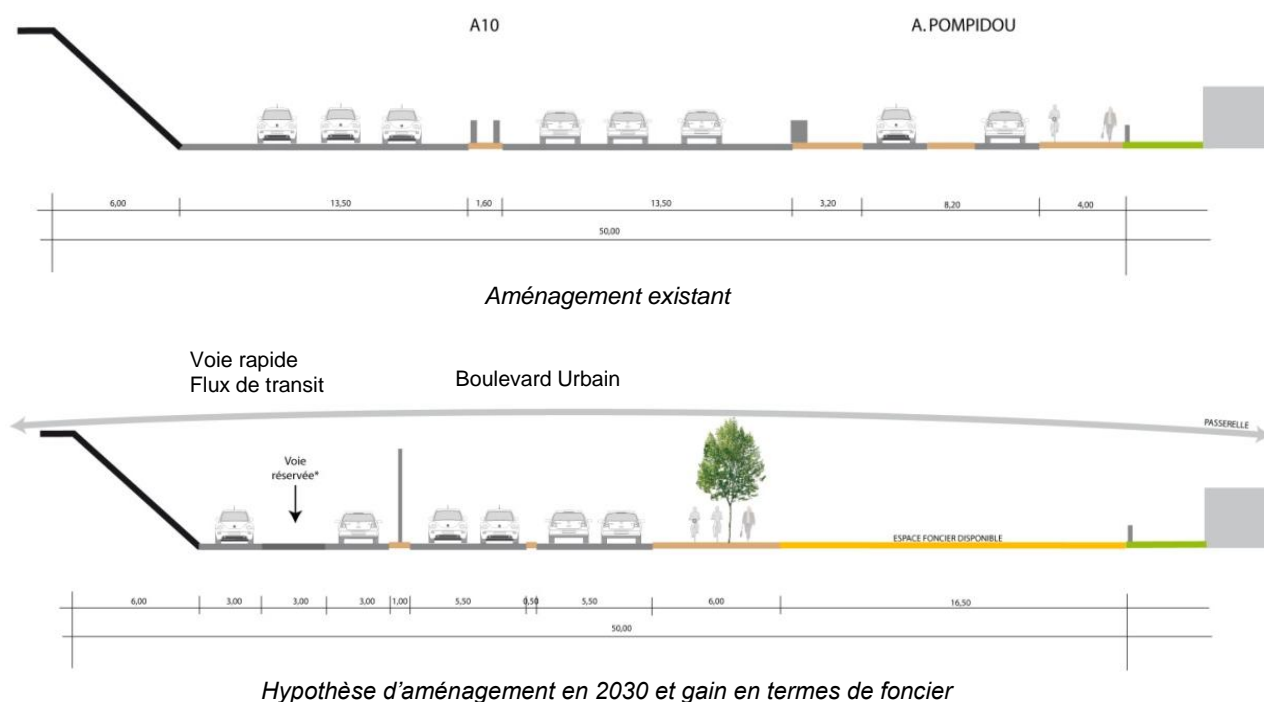 A10
A. POMPIDOU
6,00 13,50 1,60 13,50 3,20 8,20 4,00
50,00
Aménagement existant
Voie rapide
Flux de transit
Boulevard Urbain
PASSERELLE
Voie
réservée*
ESPACE FONCIER DISPONIBLE
6,00 3,00 3,00 3,00 1,00 5,50 0,50 5,50 6,00 16,50
50,00
Hypothèse d'aménagement en 2030 et gain en termes de foncier